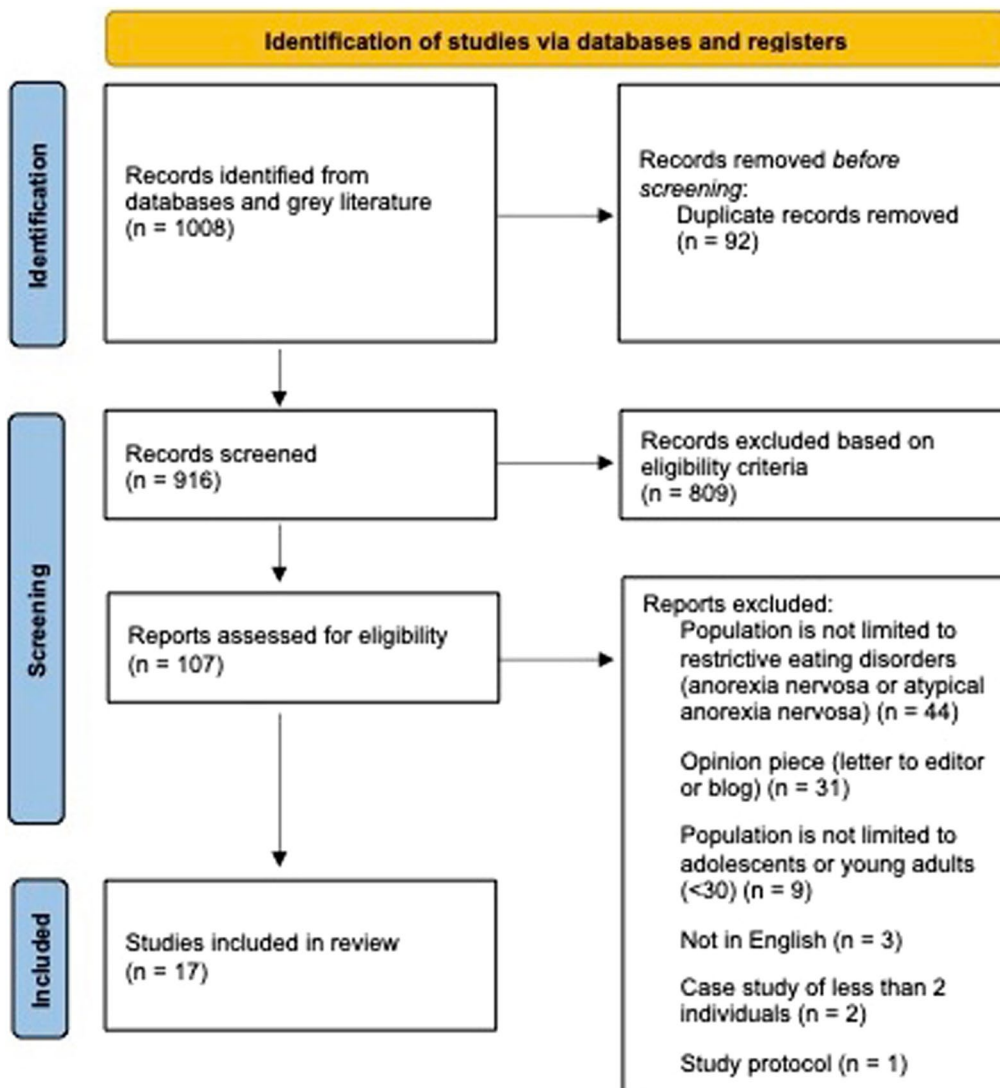 Identification of studies via databases and registers
Identification
Records identified from
databases and grey literature
(n = 1008)
Records removed before
screening:
Duplicate records removed
(n = 92)
Screening
Records screened
(n = 916)
Records excluded based on
eligibility criteria
(n = 809)
Reports assessed for eligibility
(n = 107)
Reports excluded:
Population is not limited to
restrictive eating disorders
(anorexia nervosa or atypical
anorexia nervosa) (n = 44)
Opinion piece (letter to editor
or blog) (n = 31)
Population is not limited to
adolescents or young adults
(<30) (n = 9)
Not in English (n = 3)
Case study of less than 2
individuals (n = 2)
Study protocol (n = 1)
Included
Studies included in review
(n = 17)